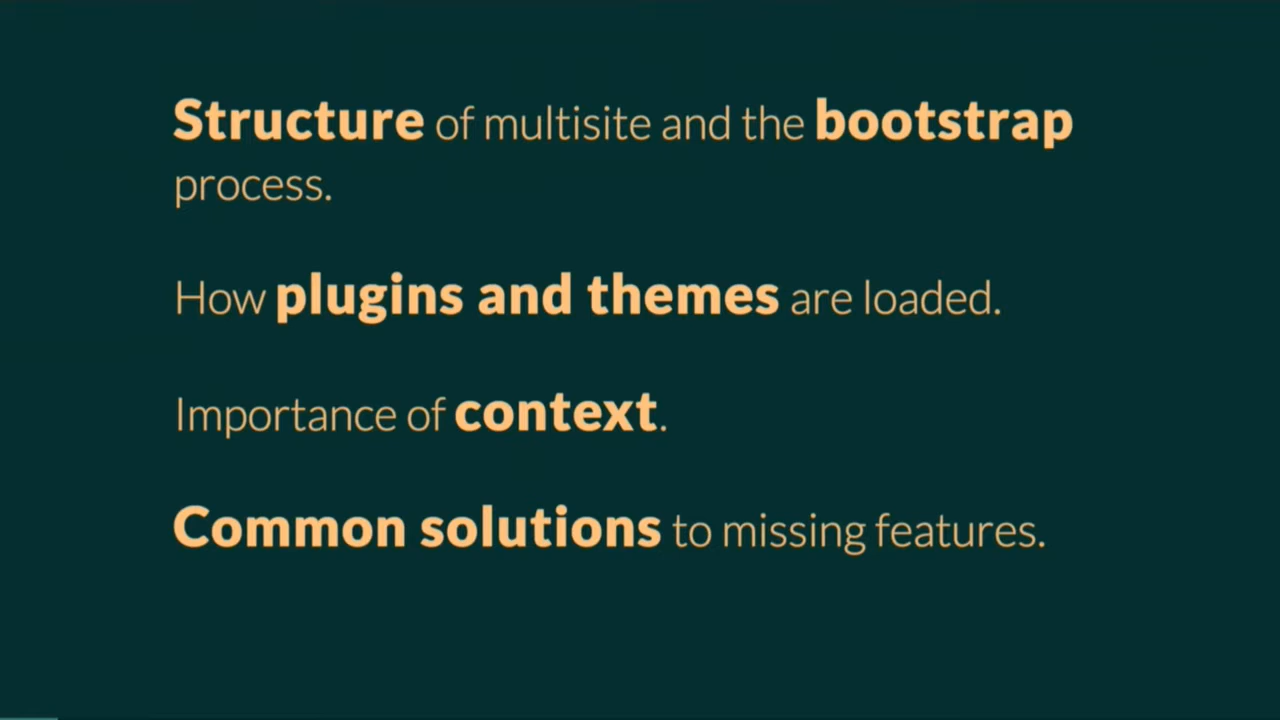 Structure of multisite and the bootstrap
process.
How plugins and themes are loaded.
Importance of context.
Common solutions to missing features.